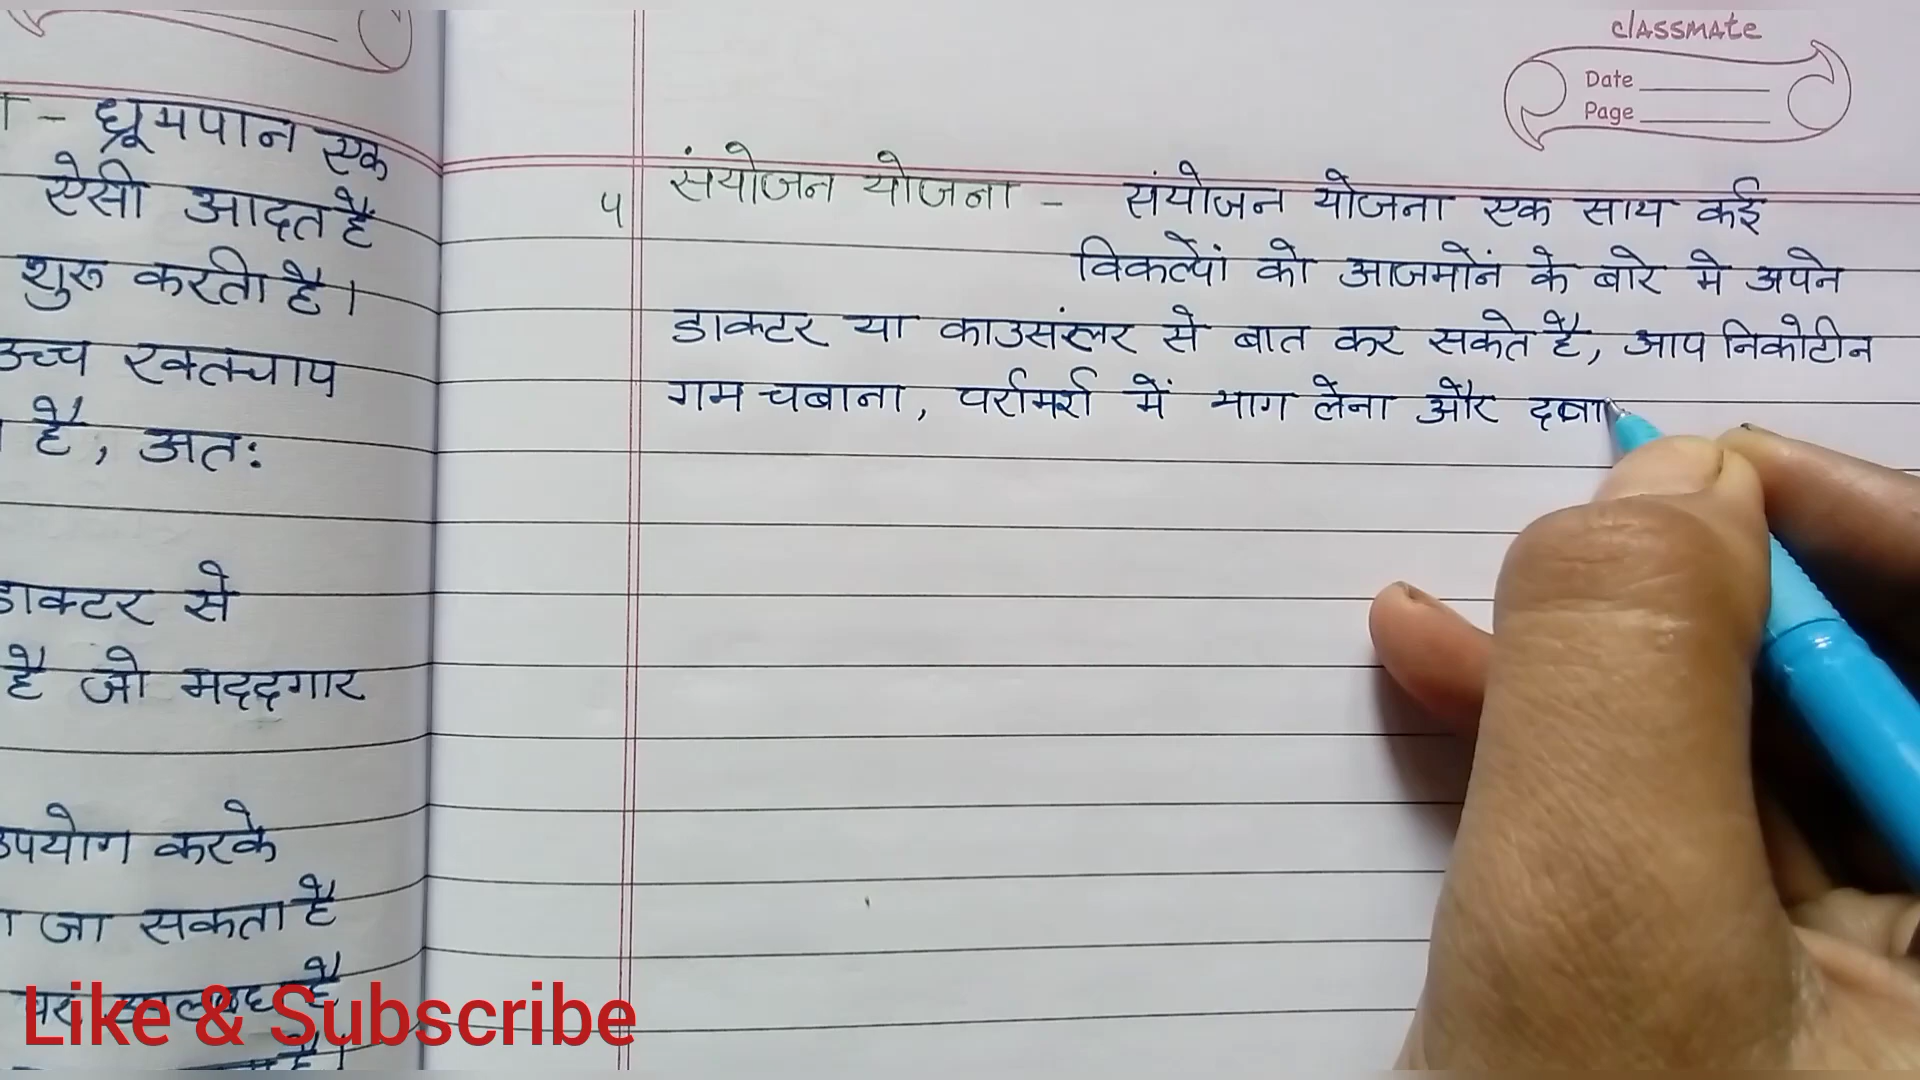 - धूम्रपान एक
ऐसी आदत है
शुरू करती है।
उच्च रक्तचाप
है, अतः
डाक्टर से
है जो मददगार
उपयोग करके
जा सकता है
है
है।
Like & Subscribe
classmate
Date
Page
५ संयोजन योजना - संयोजन योजना एक साथ कई
विकल्पों को आजमोनें के बारे मे अपने
डाक्टर या काउसंलर से बात कर सकते है, आप निकोटीन
गम चबाना, पर्रामर्श में भाग लेना और दवा